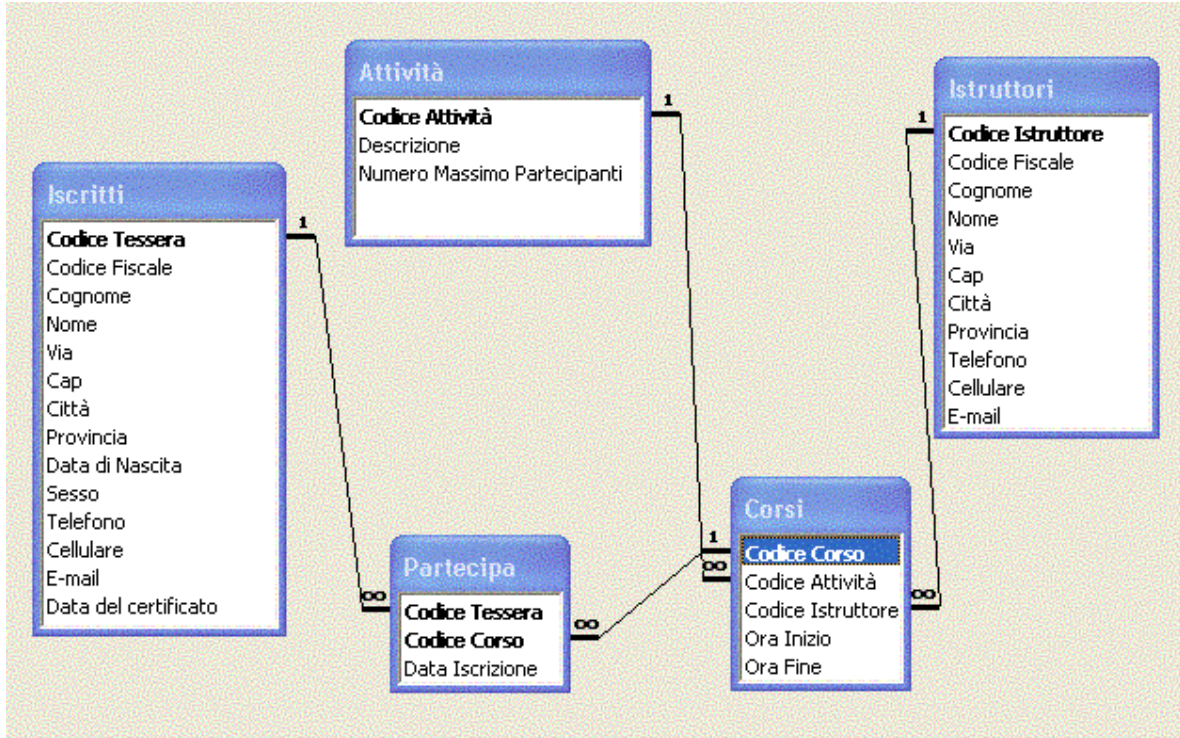 Iscritti
Codice Tessera
Codice Fiscale
Cognome
Nome
Via
Cap
Città
Provincia
Data di Nascita
Sesso
Telefono
Cellulare
E-mail
Data del certificato
1
∞
Attività
Codice Attività
Descrizione
Numero Massimo Partecipanti
1
Partecipa
Codice Tessera
Codice Corso
Data Iscrizione
∞
Corsi
Codice Corso
Codice Attività
Codice Istruttore
Ora Inizio
Ora Fine
1
∞
∞
Istruttori
Codice Istruttore
Codice Fiscale
Cognome
Nome
Via
Cap
Città
Provincia
Telefono
Cellulare
E-mail
1